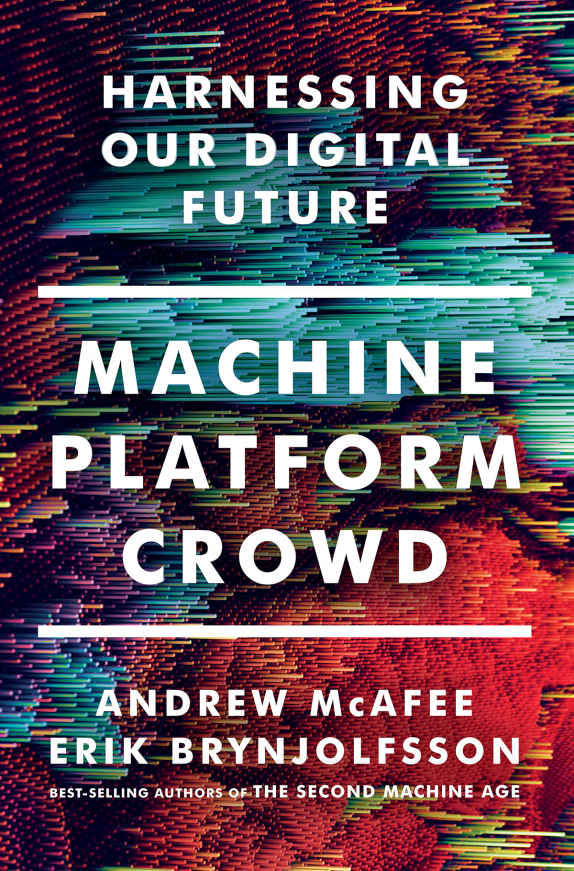 HARNESSING
OUR DIGITAL
FUTURE
MACHINE
PLATFORM
CROWD
ANDREW McAFEE
ERIK BRYNJOLFSSON
BEST-SELLING AUTHORS OF THE SECOND MACHINE AGE